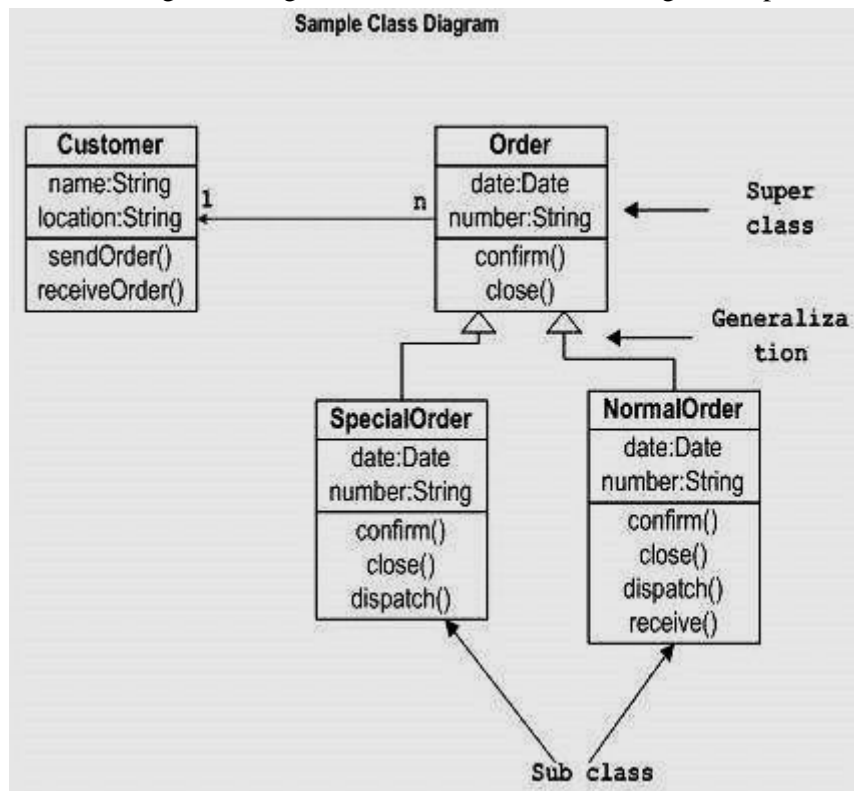 Sample Class Diagram
Customer
name:String
location:String
sendOrder()
receiveOrder()
1
n
Order
date:Date
number:String
confirm()
close()
Super
class
Generaliza
tion
SpecialOrder
date:Date
number:String
confirm()
close()
dispatch()
NormalOrder
date:Date
number:String
confirm()
close()
dispatch()
receive()
Sub class